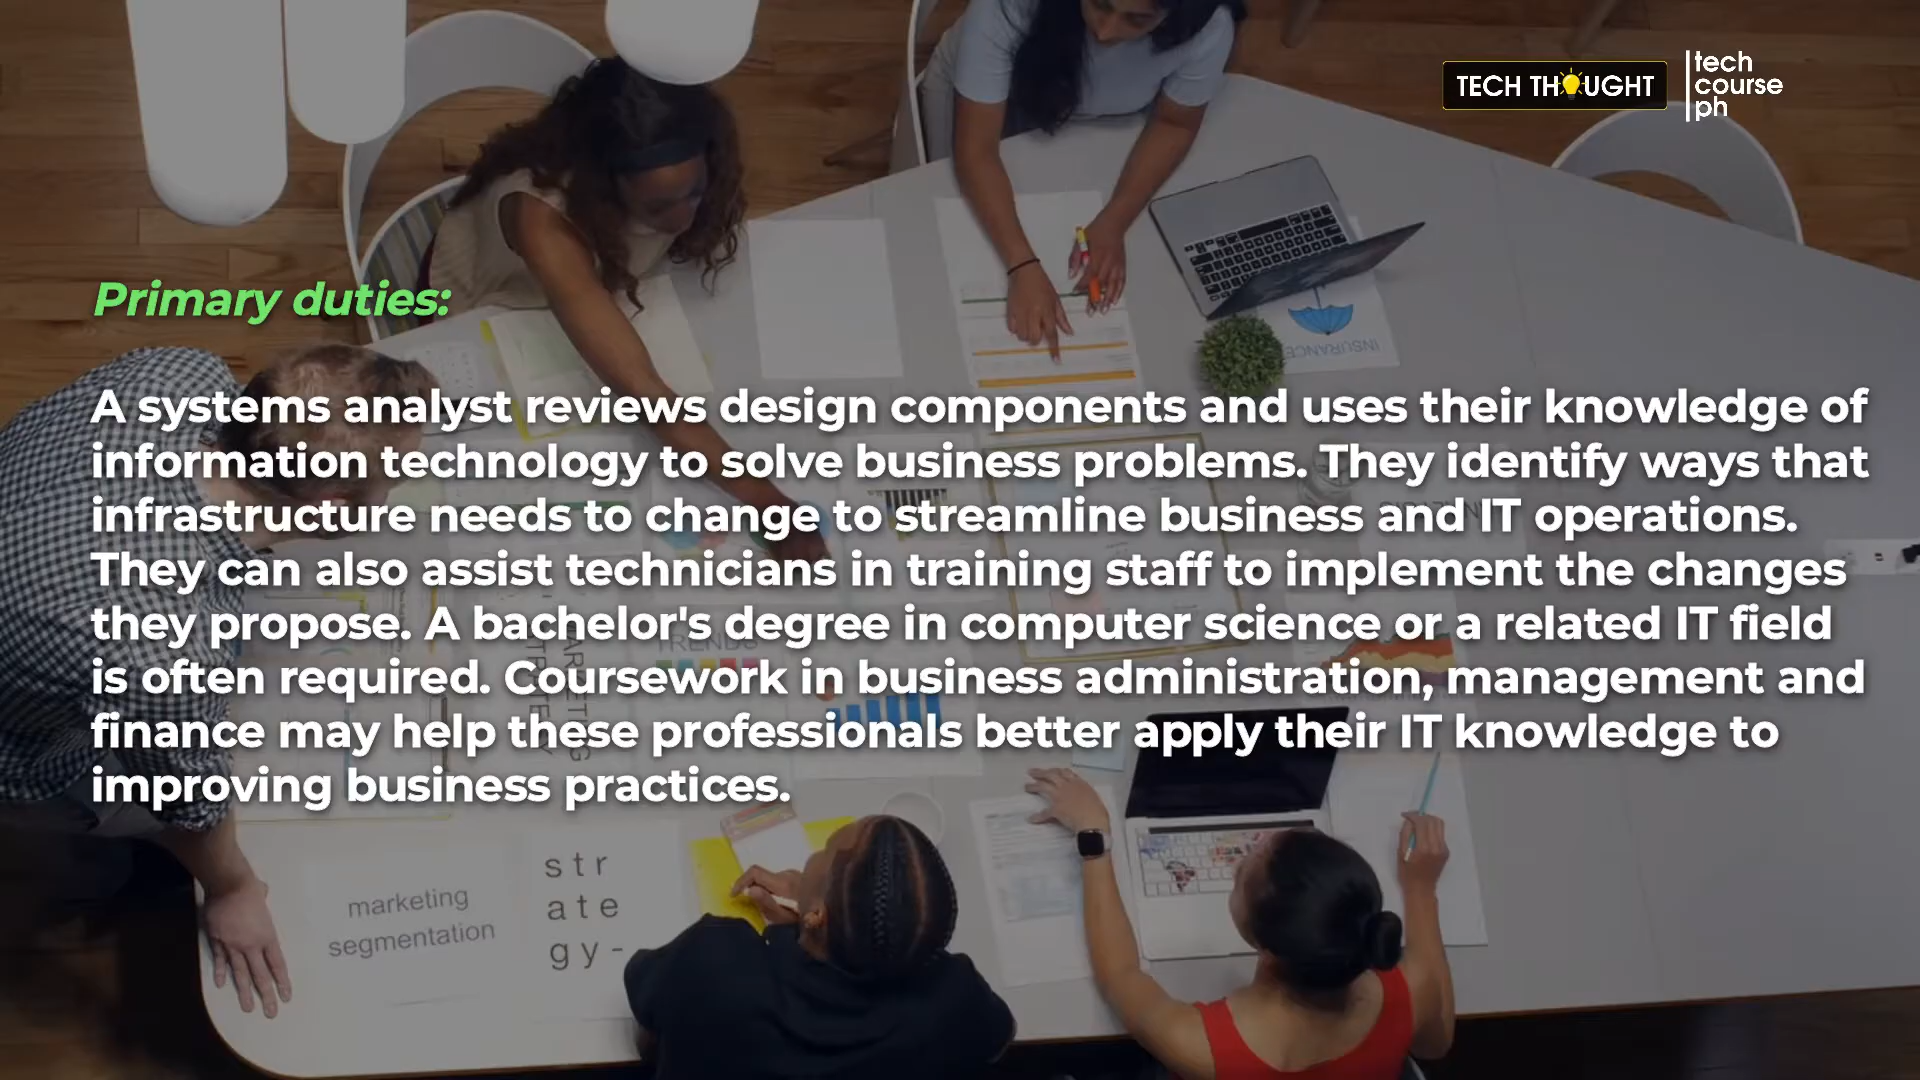 TECH THOUGHT
tech
course
ph
Primary duties:
A systems analyst reviews design components and uses their knowledge of
information technology to solve business problems. They identify ways that
infrastructure needs to change to streamline business and IT operations.
They can also assist technicians in training staff to implement the changes
they propose. A bachelor's degree in computer science or a related IT field
is often required. Coursework in business administration, management and
finance may help these professionals better apply their IT knowledge to
improving business practices.
INSURANCE
TRENDS
MARKETING
STRATEGY
marketing
segmentation
str
ate
gy-